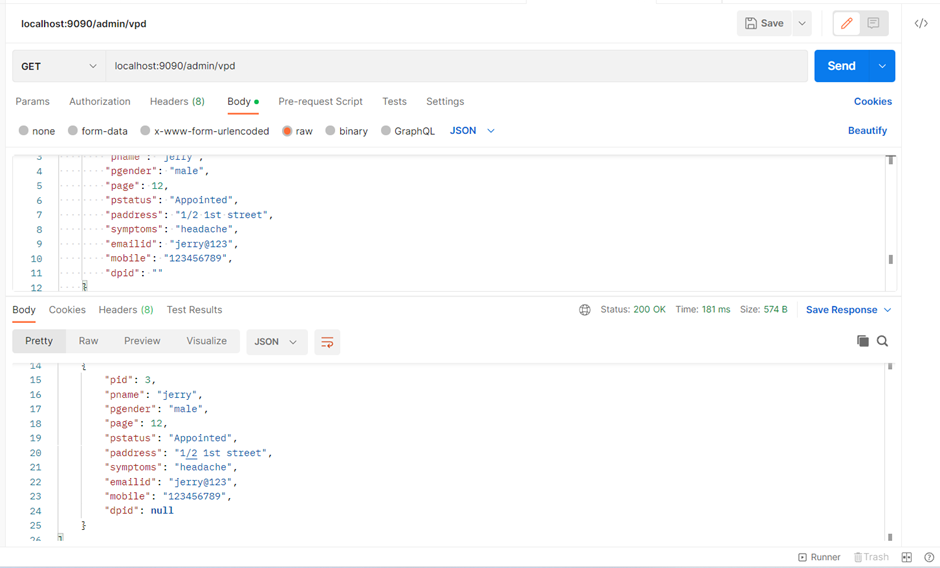 localhost:9090/admin/vpd
Save
</>
GET localhost:9090/admin/vpd Send
Params Authorization Headers (8) Body Pre-request Script Tests Settings Cookies
none form-data x-www-form-urlencoded raw binary GraphQL JSON Beautify
3 "pname": "jerry",
4 "pgender": "male",
5 "page": 12,
6 "pstatus": "Appointed",
7 "paddress": "1/2 1st street",
8 "symptoms": "headache",
9 "emailid": "jerry@123",
10 "mobile": "123456789",
11 "dpid": ""
12 }
Body Cookies Headers (8) Test Results Status: 200 OK Time: 181 ms Size: 574 B Save Response
Pretty Raw Preview Visualize JSON
14 {
15 "pid": 3,
16 "pname": "jerry",
17 "pgender": "male",
18 "page": 12,
19 "pstatus": "Appointed",
20 "paddress": "1/2 1st street",
21 "symptoms": "headache",
22 "emailid": "jerry@123",
23 "mobile": "123456789",
24 "dpid": null
25 }
26 ]
Runner Trash